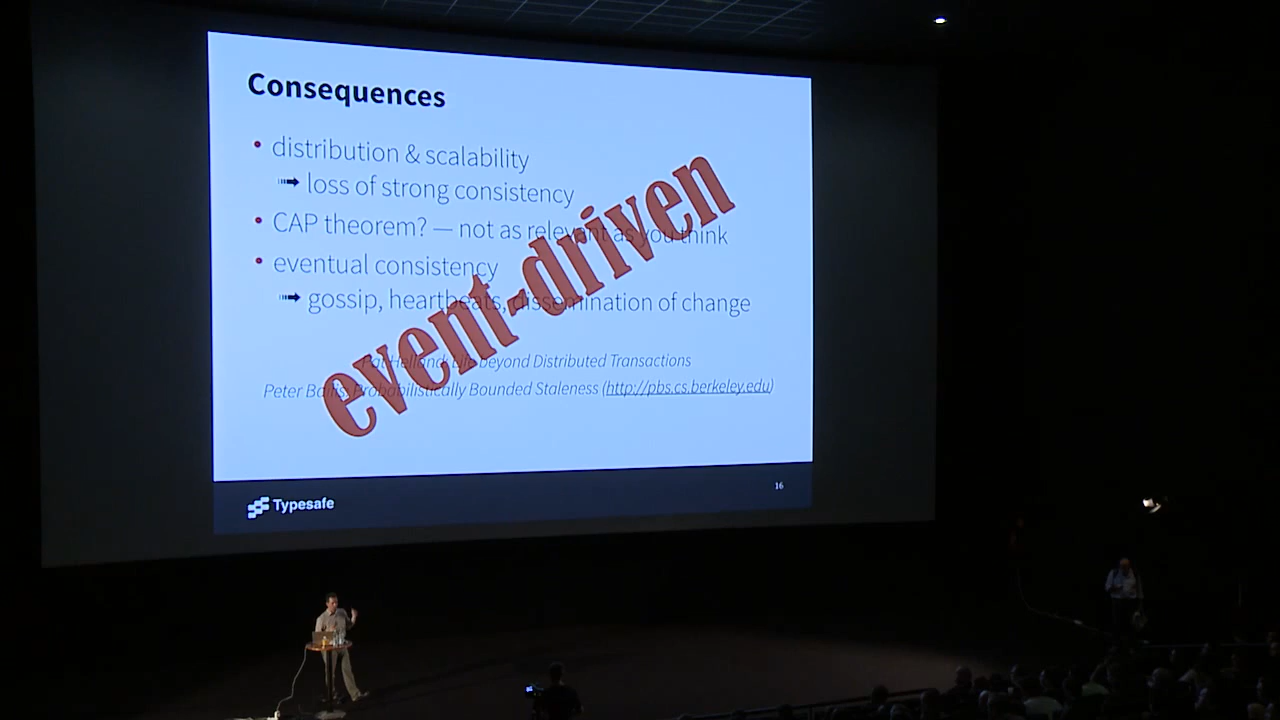 Consequences
• distribution & scalability
➟ loss of strong consistency
• CAP theorem? — not as relevant as you think
• eventual consistency
➟ gossip, heartbeats, dissemination of change
event-driven
Pat Helland: Life beyond Distributed Transactions
Peter Bailis: Probabilistically Bounded Staleness (http://pbs.cs.berkeley.edu)
Typesafe
16